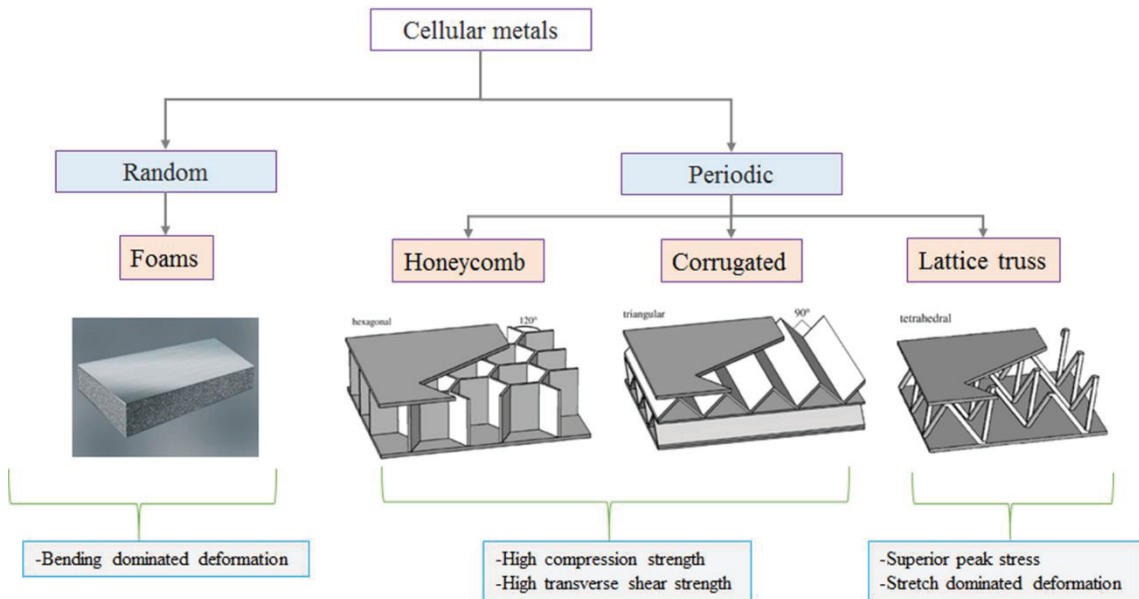 Cellular metals
Random
Periodic
Foams
Honeycomb
Corrugated
Lattice truss
hexagonal
120°
triangular
90°
tetrahedral
-Bending dominated deformation
-High compression strength
-High transverse shear strength
-Superior peak stress
-Stretch dominated deformation